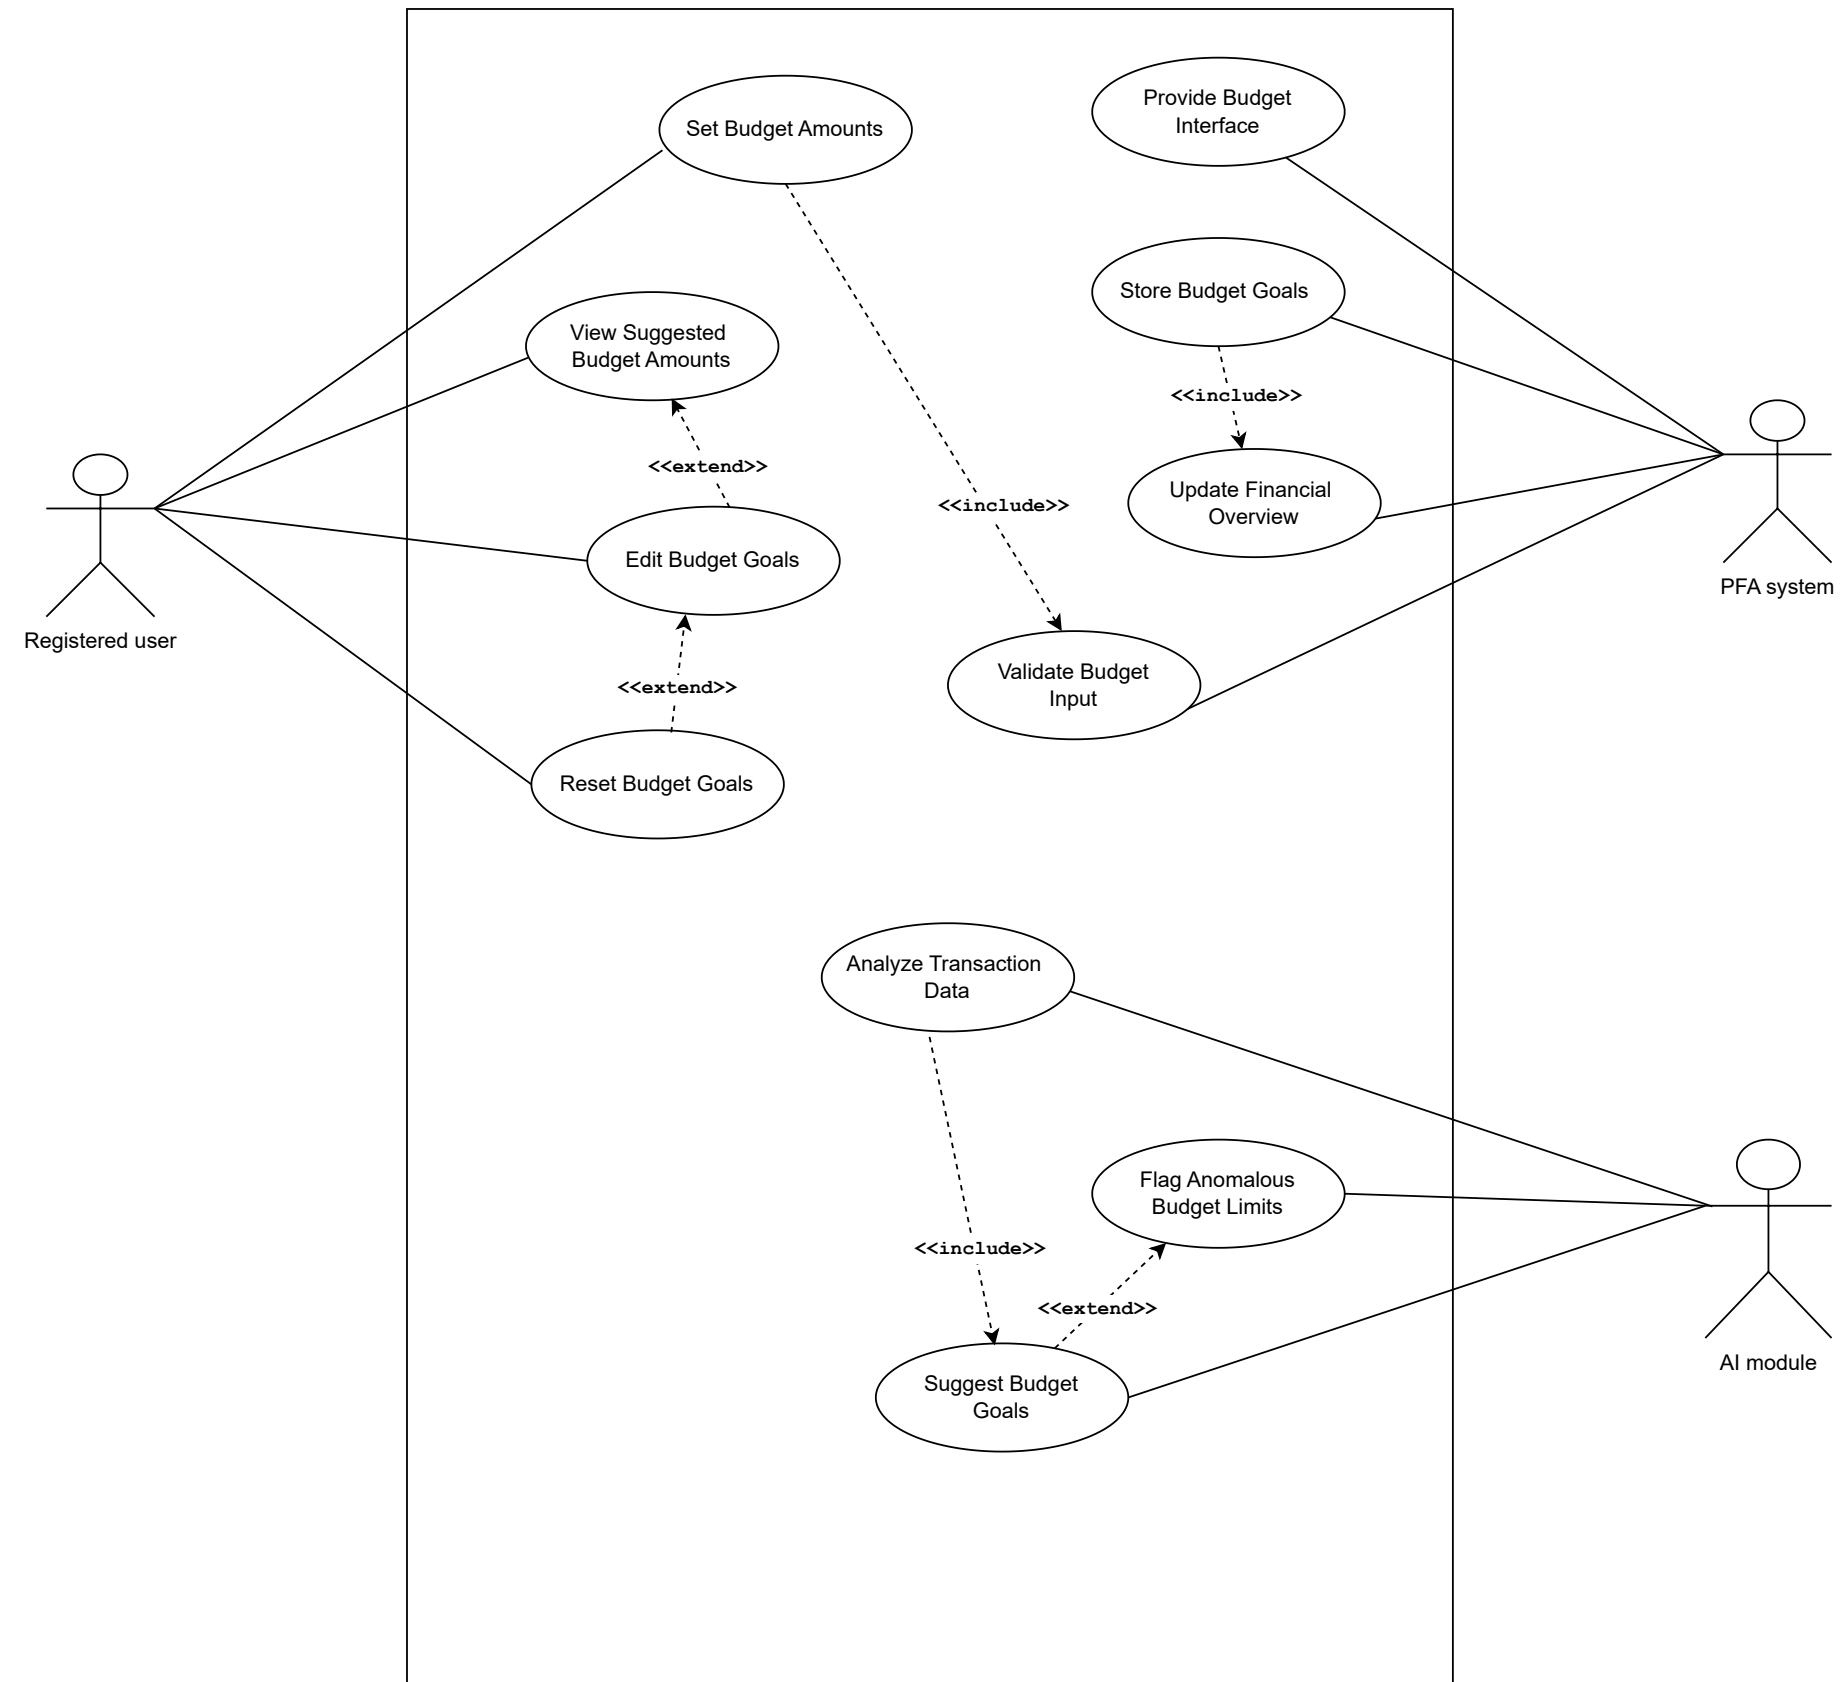 Set Budget Amounts
Provide Budget
Interface
Store Budget Goals
View Suggested
Budget Amounts
<<include>>
<<extend>>
<<include>>
Update Financial
Overview
Edit Budget Goals
PFA system
Registered user
<<extend>>
Validate Budget
Input
Reset Budget Goals
Analyze Transaction
Data
Flag Anomalous
Budget Limits
<<include>>
<<extend>>
AI module
Suggest Budget
Goals